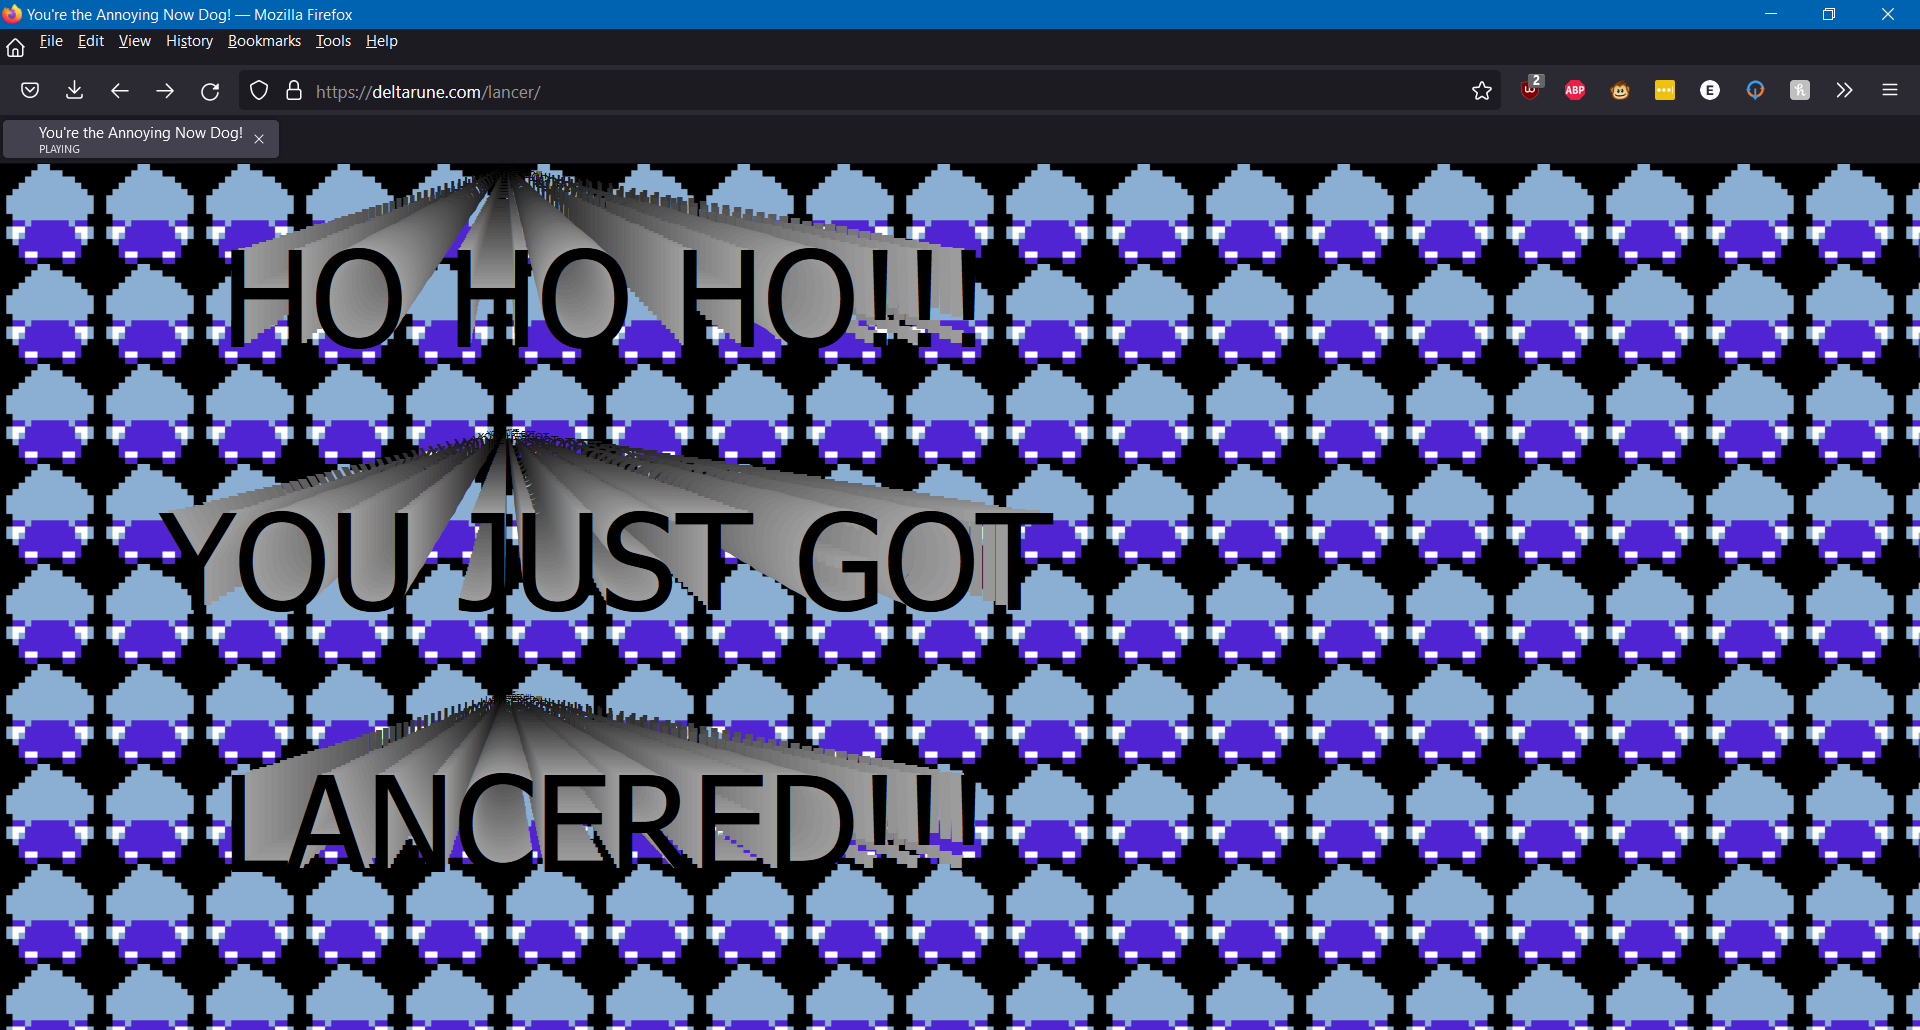 You're the Annoying Now Dog! — Mozilla Firefox
File Edit View History Bookmarks Tools Help
https://deltarune.com/lancer/
2
ABP
E
You're the Annoying Now Dog!
PLAYING
HO HO HO!!!
YOU JUST GOT
LANCERED!!!